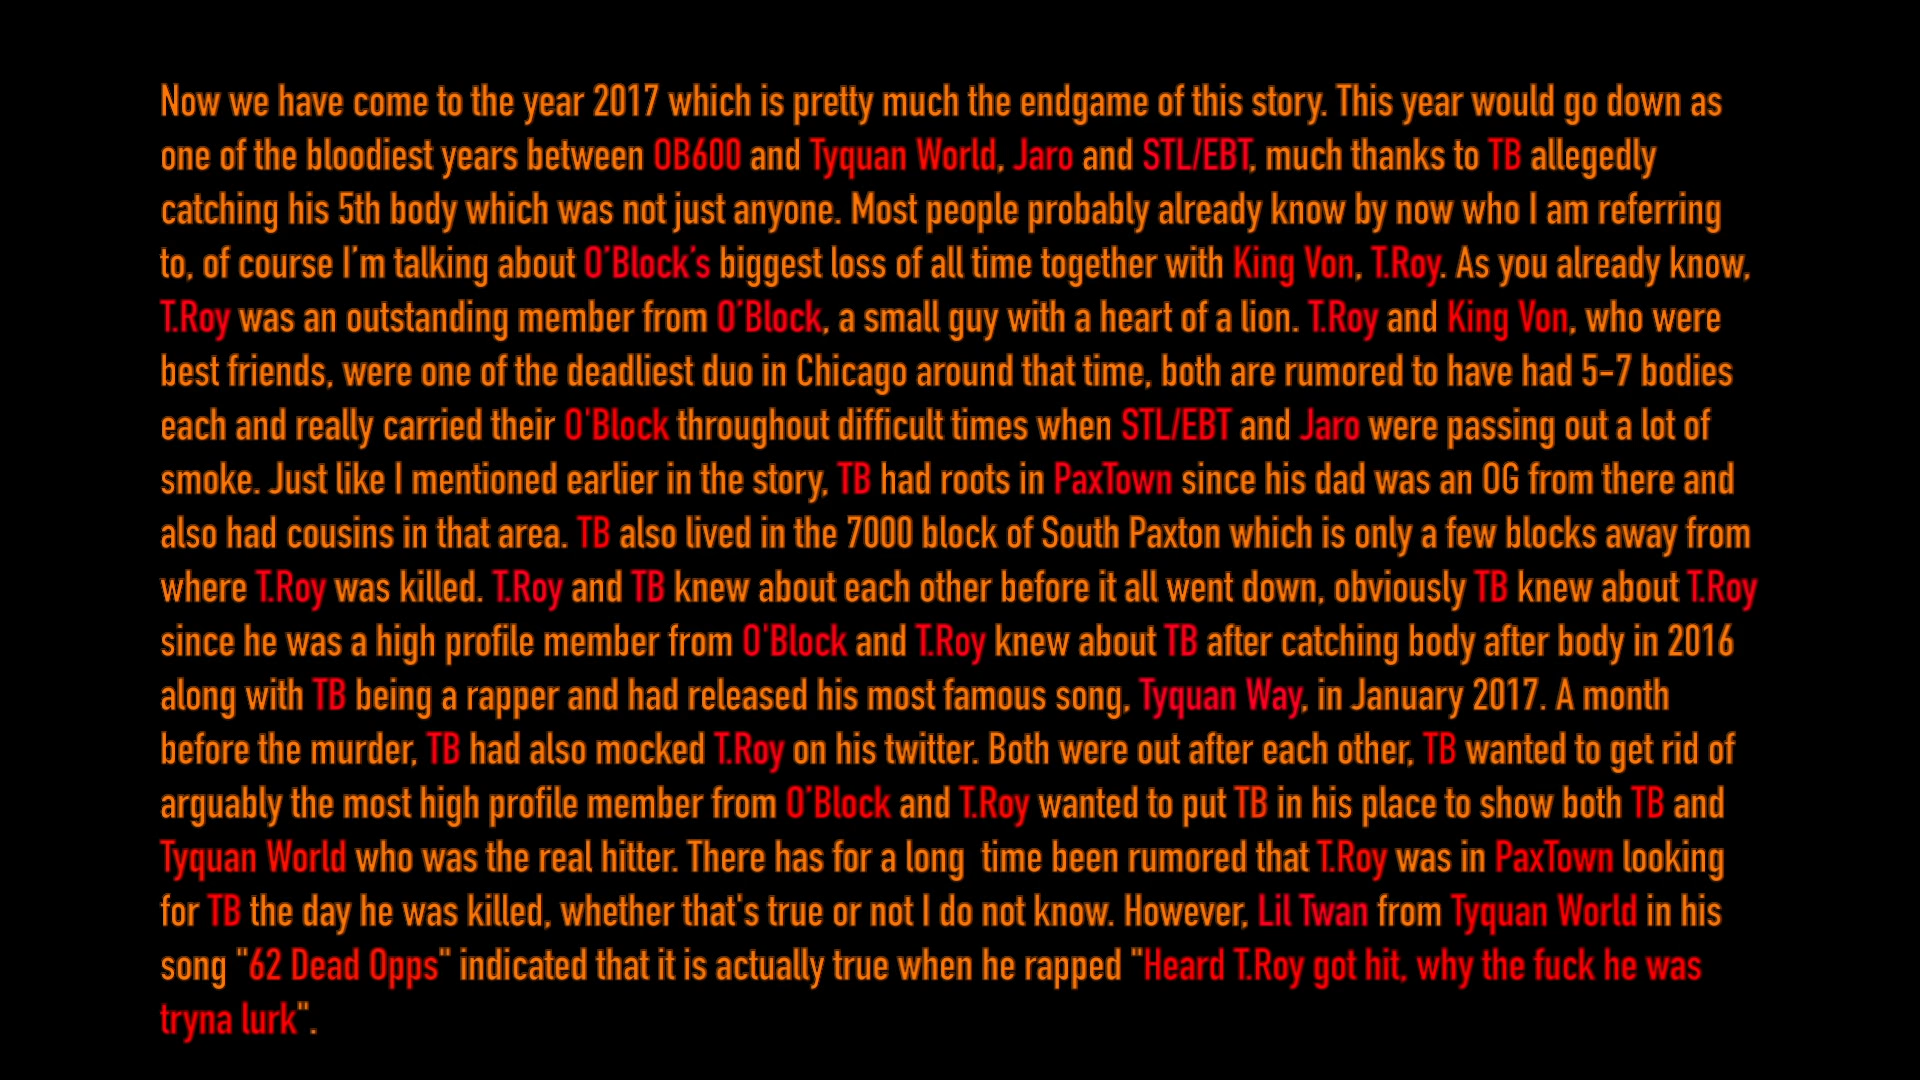 Now we have come to the year 2017 which is pretty much the endgame of this story. This year would go down as
one of the bloodiest years between OB600 and Tyquan World, Jaro and STL/EBT, much thanks to TB allegedly
catching his 5th body which was not just anyone. Most people probably already know by now who I am referring
to, of course I'm talking about O'Block's biggest loss of all time together with King Von, T.Roy. As you already know,
T.Roy was an outstanding member from O'Block, a small guy with a heart of a lion. T.Roy and King Von, who were
best friends, were one of the deadliest duo in Chicago around that time, both are rumored to have had 5-7 bodies
each and really carried their O'Block throughout difficult times when STL/EBT and Jaro were passing out a lot of
smoke. Just like I mentioned earlier in the story, TB had roots in PaxTown since his dad was an OG from there and
also had cousins in that area. TB also lived in the 7000 block of South Paxton which is only a few blocks away from
where T.Roy was killed. T.Roy and TB knew about each other before it all went down, obviously TB knew about T.Roy
since he was a high profile member from O'Block and T.Roy knew about TB after catching body after body in 2016
along with TB being a rapper and had released his most famous song, Tyquan Way, in January 2017. A month
before the murder, TB had also mocked T.Roy on his twitter. Both were out after each other, TB wanted to get rid of
arguably the most high profile member from O'Block and T.Roy wanted to put TB in his place to show both TB and
Tyquan World who was the real hitter. There has for a long  time been rumored that T.Roy was in PaxTown looking
for TB the day he was killed, whether that's true or not I do not know. However, Lil Twan from Tyquan World in his
song "62 Dead Opps" indicated that it is actually true when he rapped "Heard T.Roy got hit, why the fuck he was
tryna lurk".